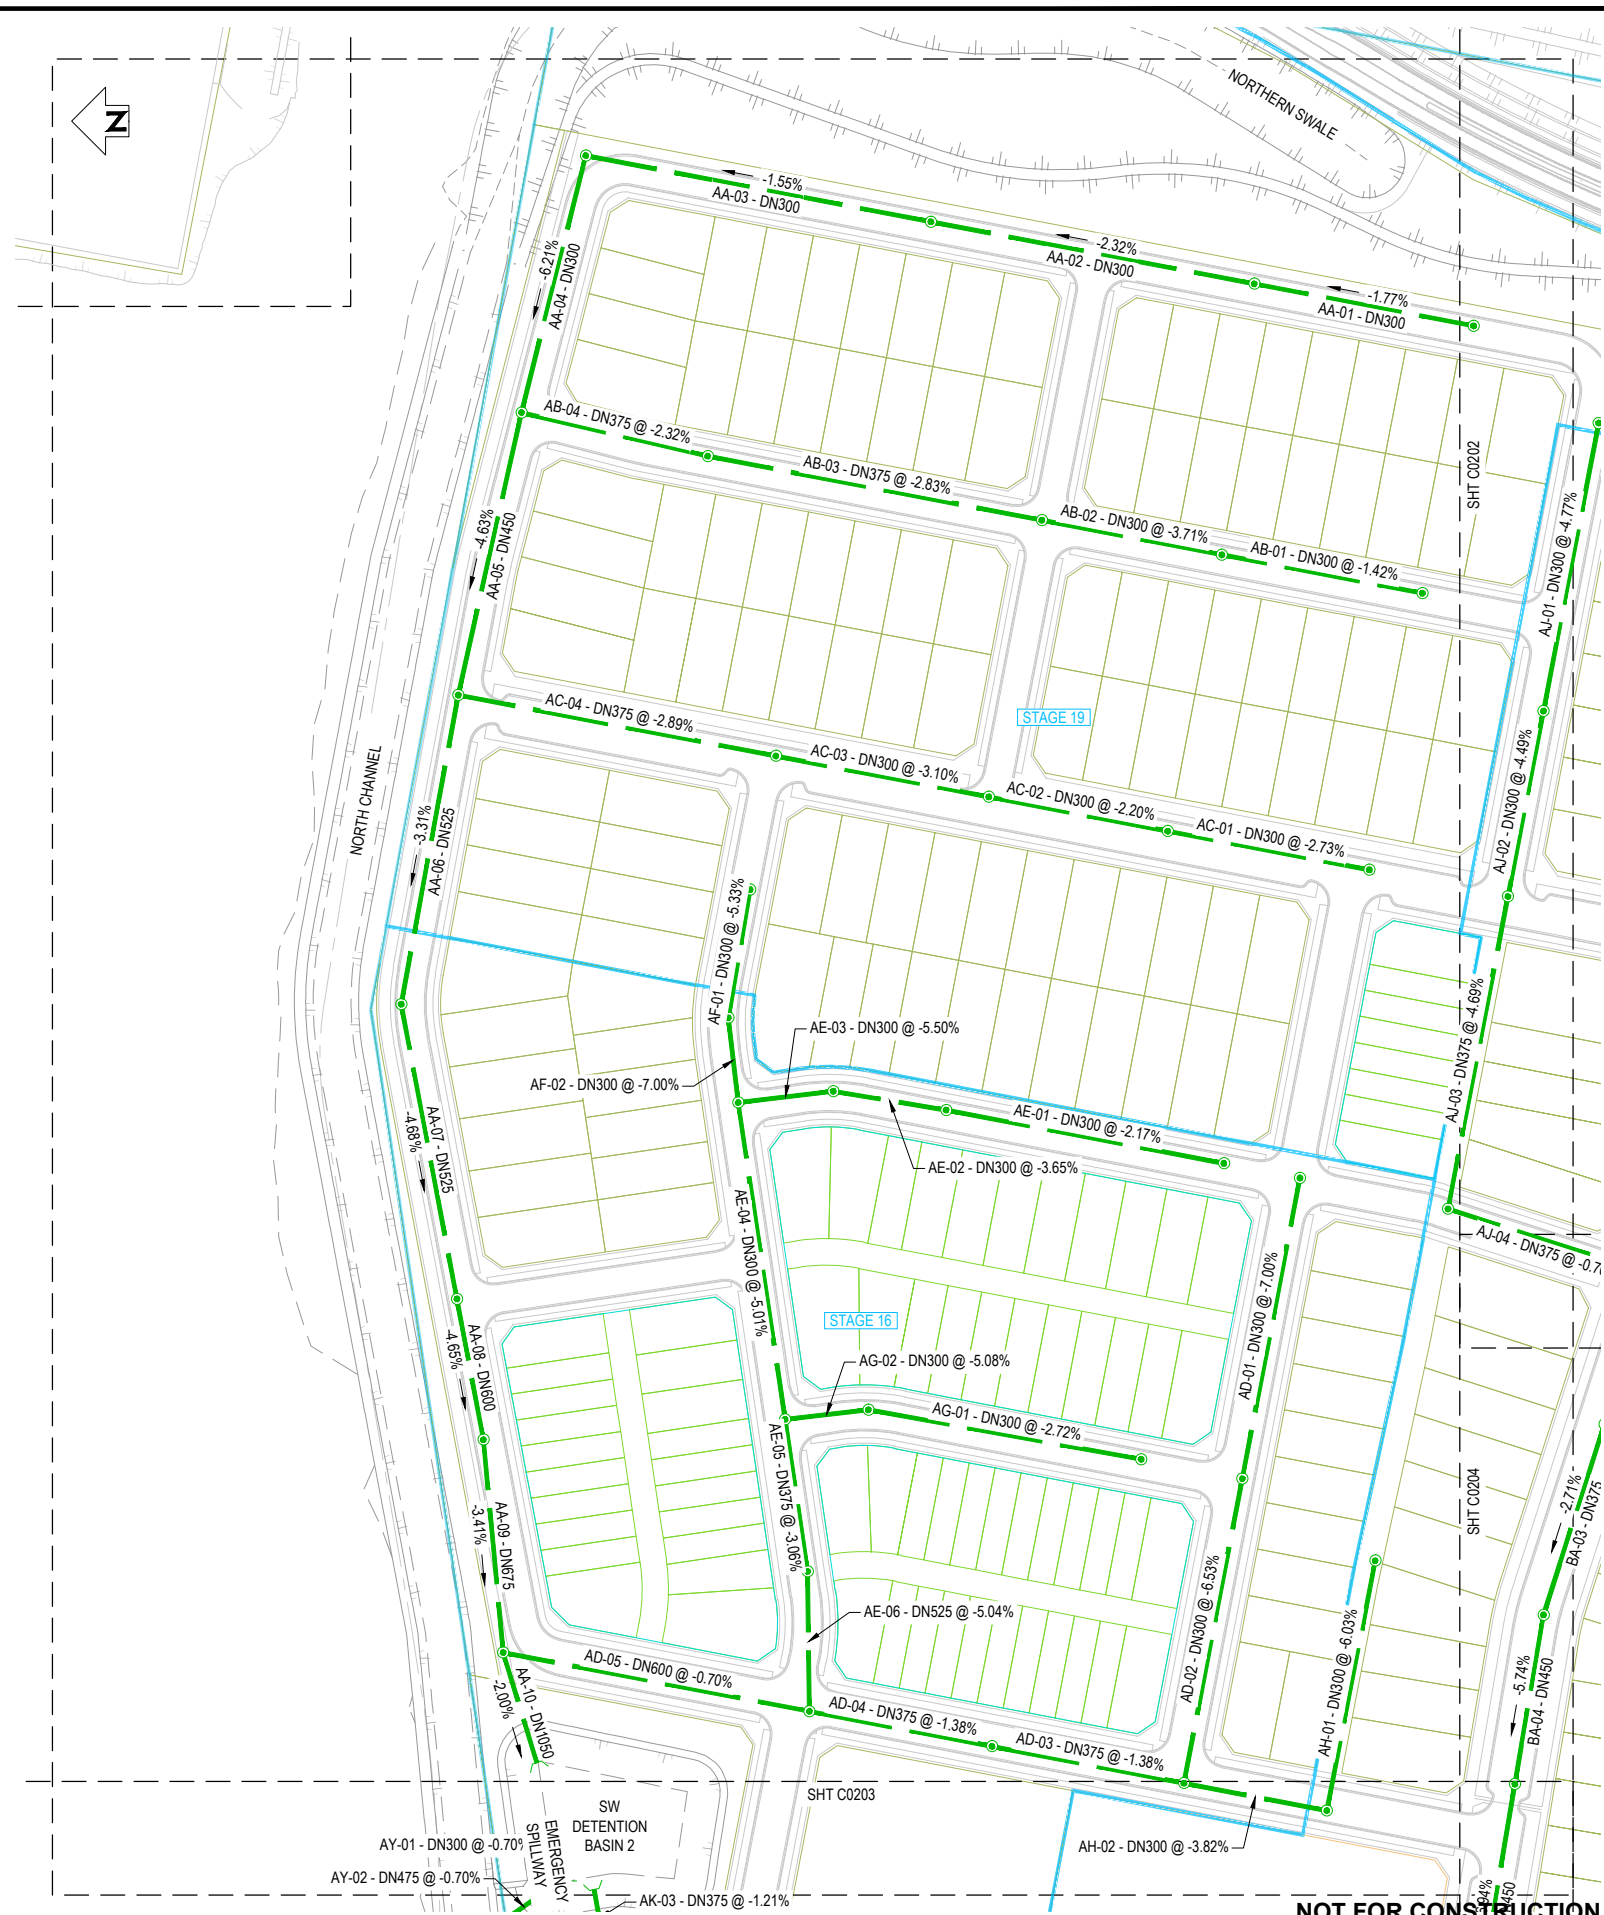 N
NORTHERN SWALE
-1.55%
AA-03 - DN300
-2.32%
AA-02 - DN300
-1.77%
AA-01 - DN300
-6.21%
AA-04 - DN300
AB-04 - DN375 @ -2.32%
AB-03 - DN375 @ -2.83%
AB-02 - DN300 @ -3.71%
AB-01 - DN300 @ -1.42%
SHT C0202
AJ-01 - DN300 @ -4.77%
-4.63%
AA-05 - DN450
AC-04 - DN375 @ -2.89%
AC-03 - DN300 @ -3.10%
AC-02 - DN300 @ -2.20%
AC-01 - DN300 @ -2.73%
STAGE 19
AJ-02 - DN300 @ -4.49%
NORTH CHANNEL
-3.31%
AA-06 - DN525
AF-01 - DN300 @ -5.33%
AE-03 - DN300 @ -5.50%
AF-02 - DN300 @ -7.00%
AE-01 - DN300 @ -2.17%
AE-02 - DN300 @ -3.65%
AJ-03 - DN375 @ -4.69%
AJ-04 - DN375 @ -0.70
-4.68%
AA-07 - DN525
AE-04 - DN300 @ -5.01%
AD-01 - DN300 @ -7.00%
STAGE 16
AG-02 - DN300 @ -5.08%
AG-01 - DN300 @ -2.72%
-4.65%
AA-08 - DN600
AE-05 - DN375 @ -3.06%
SHT C0204
-2.71%
BA-03 - DN375
-3.41%
AA-09 - DN675
AE-06 - DN525 @ -5.04%
AD-02 - DN300 @ -6.53%
AH-01 - DN300 @ -6.03%
-5.74%
BA-04 - DN450
AD-05 - DN600 @ -0.70%
AD-04 - DN375 @ -1.38%
AD-03 - DN375 @ -1.38%
-2.00%
AA-10 - DN1050
SHT C0203
SW
DETENTION
BASIN 2
EMERGENCY
SPILLWAY
AY-01 - DN300 @ -0.70%
AY-02 - DN475 @ -0.70%
AK-03 - DN375 @ -1.21%
AH-02 - DN300 @ -3.82%
94%
N450
NOT FOR CONSTRUCTION